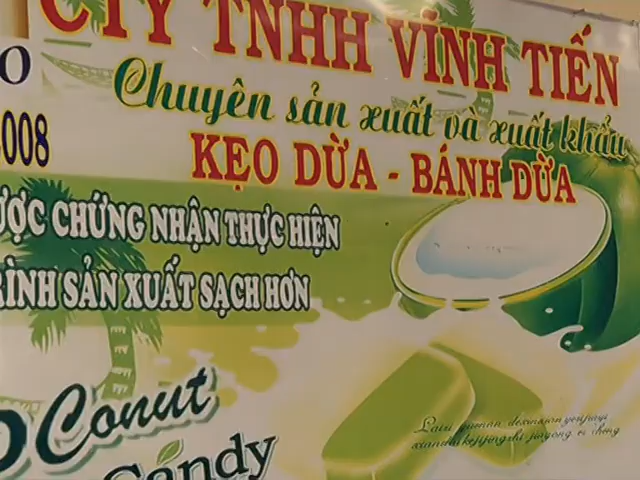 CTY TNHH VĨNH TIẾN
Chuyên sản xuất và xuất khẩu
KẸO DỪA - BÁNH DỪA
O
008
ƯỢC CHỨNG NHẬN THỰC HIỆN
RÌNH SẢN XUẤT SẠCH HƠN
Conut
Candy